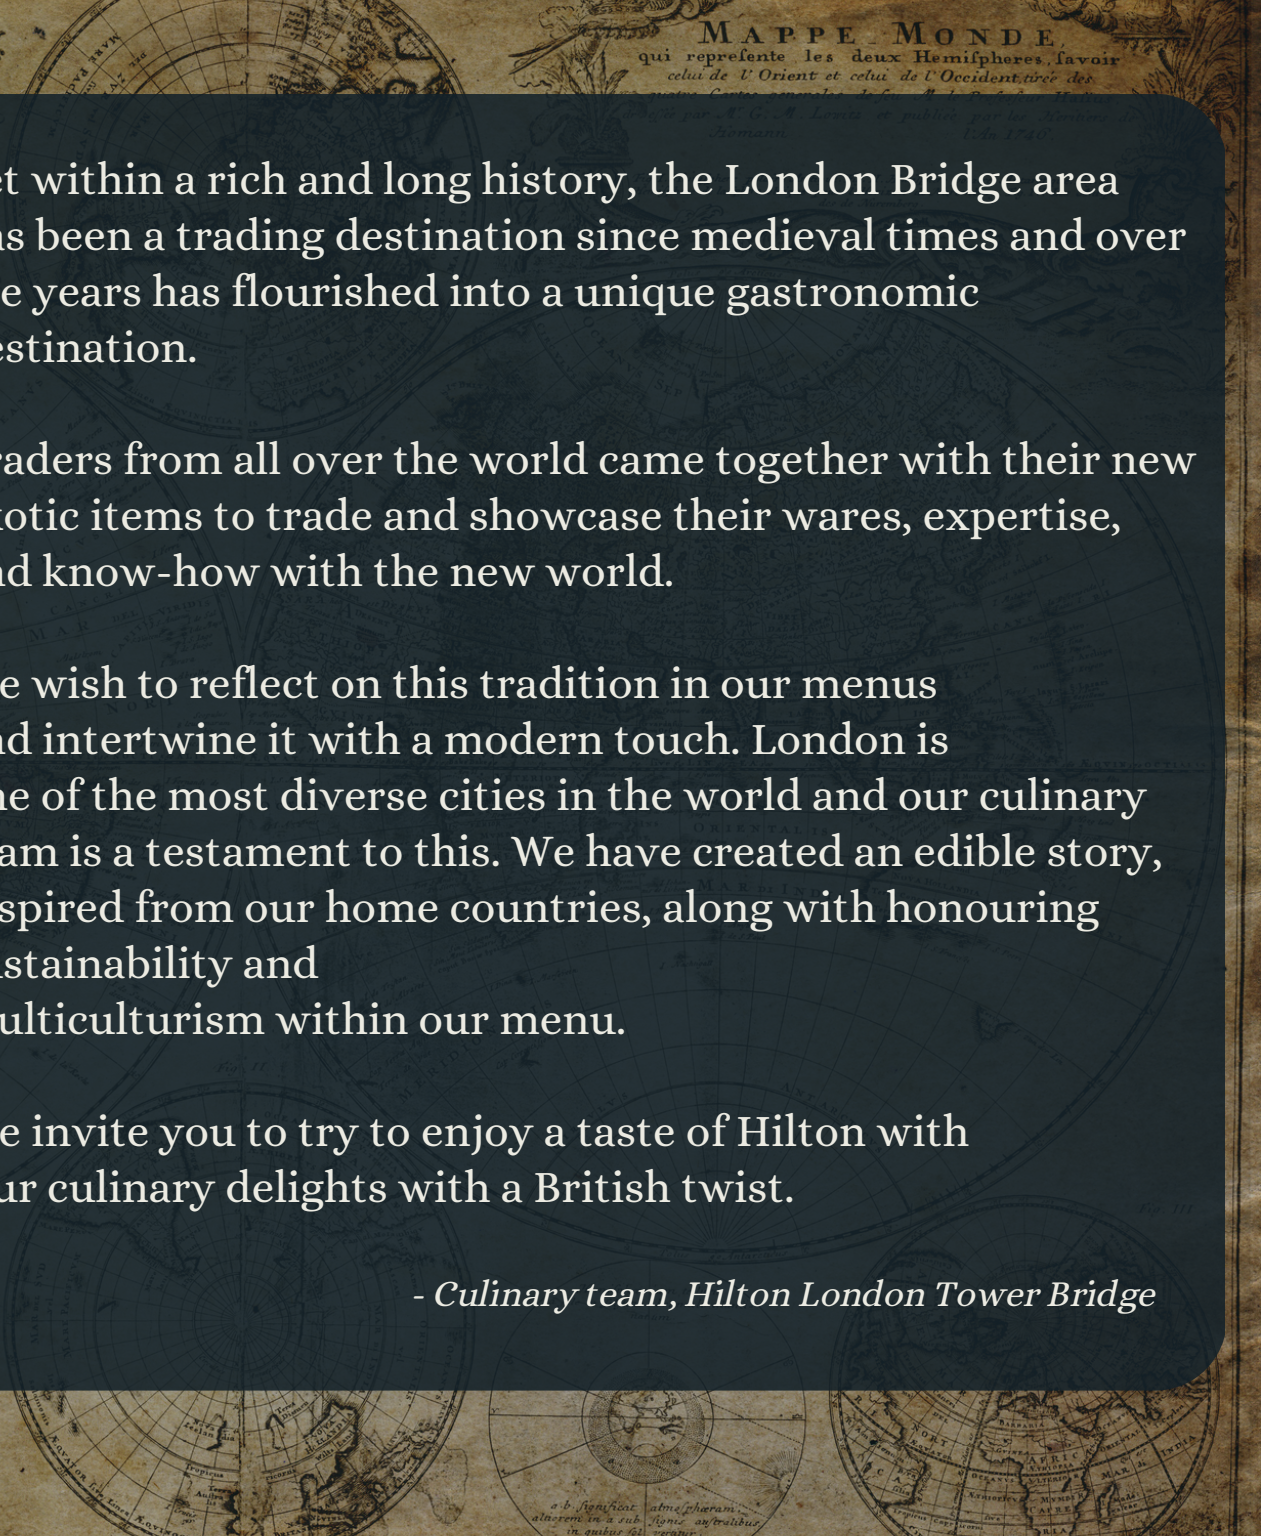 MAPPE MONDE,
qui repreſente les deux Hemiſpheres, ſavoir
celui de l'Orient et celui de l'Occident, tirée des
et within a rich and long history, the London Bridge area
as been a trading destination since medieval times and over
e years has flourished into a unique gastronomic
estination.
raders from all over the world came together with their new
xotic items to trade and showcase their wares, expertise,
nd know-how with the new world.
e wish to reflect on this tradition in our menus
nd intertwine it with a modern touch. London is
ne of the most diverse cities in the world and our culinary
am is a testament to this. We have created an edible story,
spired from our home countries, along with honouring
stainability and
ulticulturism within our menu.
e invite you to try to enjoy a taste of Hilton with
ur culinary delights with a British twist.
- Culinary team, Hilton London Tower Bridge